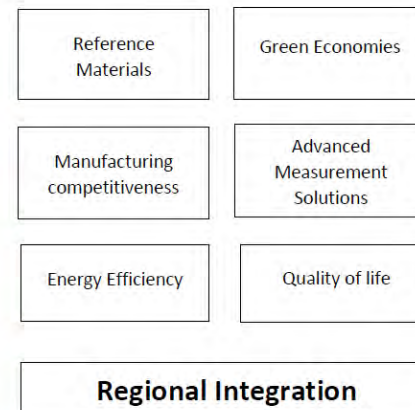 Reference
Materials
Green Economies
Manufacturing
competitiveness
Advanced
Measurement
Solutions
Energy Efficiency
Quality of life
Regional Integration